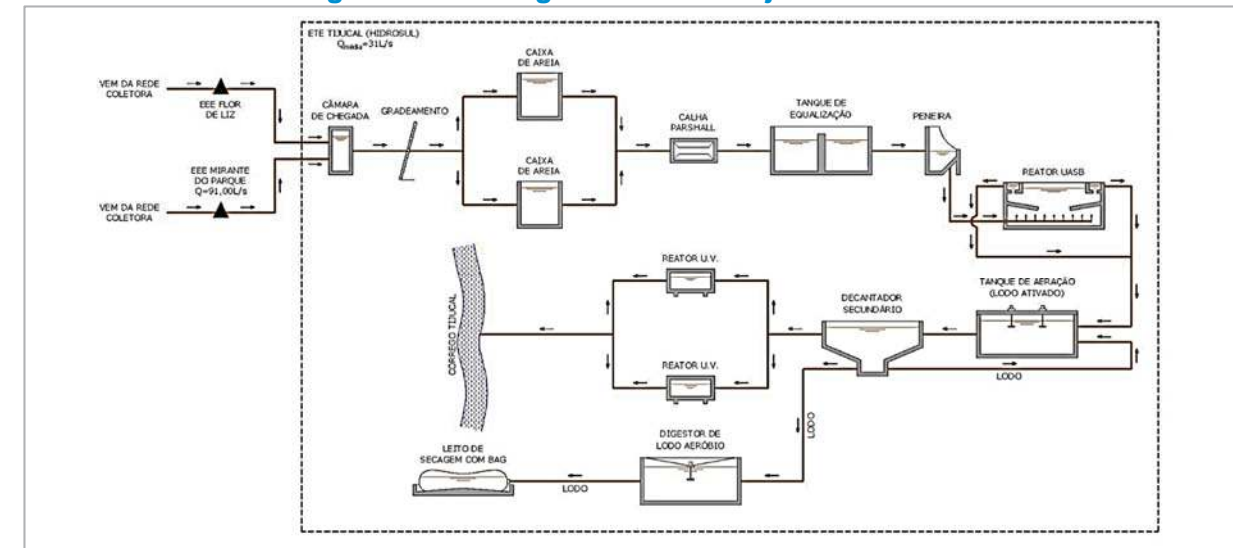 ETE TIJUCAL (HIDROSUL)
Qmédia=31L/s
VEM DA REDE
COLETORA
EEE FLOR
DE LIZ
EEE MIRANTE
DO PARQUE
Q=91,00L/s
VEM DA REDE
COLETORA
CÂMARA
DE CHEGADA
GRADEAMENTO
CAIXA
DE AREIA
CAIXA
DE AREIA
CALHA
PARSHALL
TANQUE DE
EQUALIZAÇÃO
PENEIRA
REATOR UASB
TANQUE DE AERAÇÃO
(LODO ATIVADO)
DECANTADOR
SECUNDÁRIO
LODO
REATOR U.V.
REATOR U.V.
CÓRREGO TIJUCAL
LODO
DIGESTOR DE
LODO AERÓBIO
LODO
LEITO DE
SECAGEM COM BAG